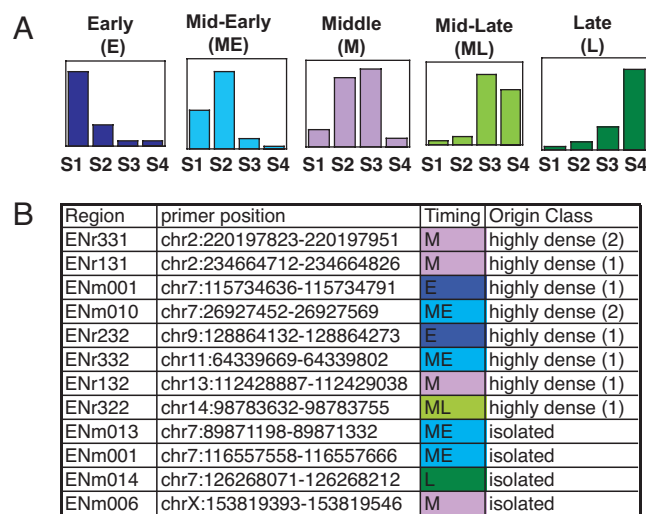 A
Early Mid-Early Middle Mid-Late Late
(E) (ME) (M) (ML) (L)
S1 S2 S3 S4 S1 S2 S3 S4 S1 S2 S3 S4 S1 S2 S3 S4 S1 S2 S3 S4
B
Region primer position Timing Origin Class
ENr331 chr2:220197823-220197951 M highly dense (2)
ENr131 chr2:234664712-234664826 M highly dense (1)
ENm001 chr7:115734636-115734791 E highly dense (1)
ENm010 chr7:26927452-26927569 ME highly dense (2)
ENr232 chr9:128864132-128864273 E highly dense (1)
ENr332 chr11:64339669-64339802 ME highly dense (1)
ENr132 chr13:112428887-112429038 M highly dense (1)
ENr322 chr14:98783632-98783755 ML highly dense (1)
ENm013 chr7:89871198-89871332 ME isolated
ENm001 chr7:116557558-116557666 ME isolated
ENm014 chr7:126268071-126268212 L isolated
ENm006 chrX:153819393-153819546 M isolated